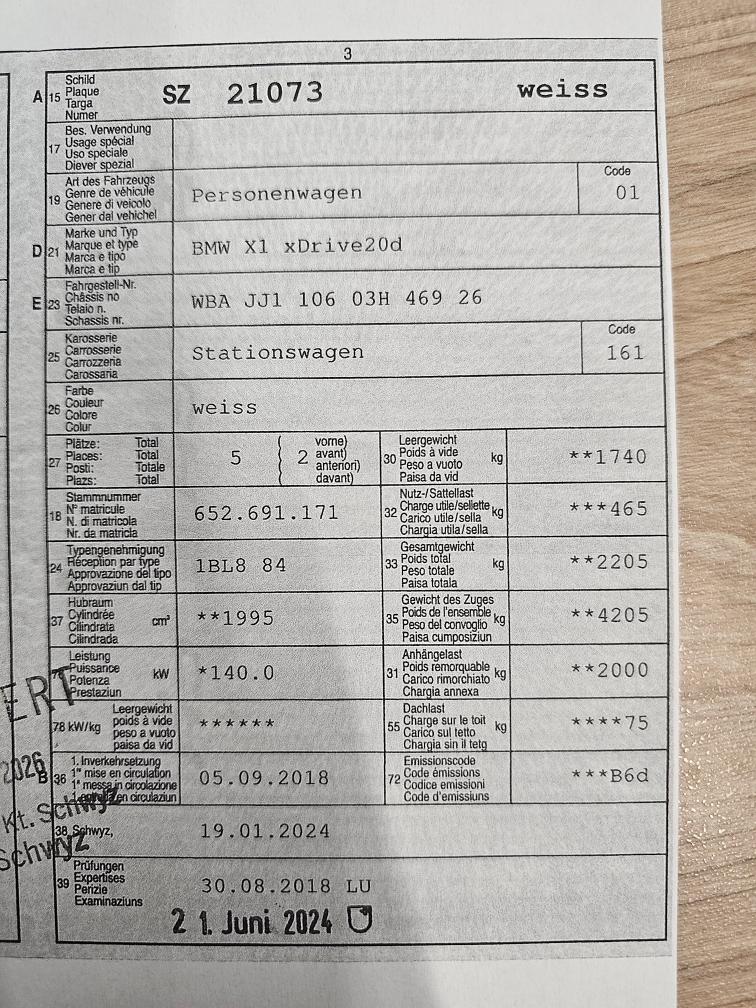 3
A 15 Schild
Plaque
Targa
Numer
SZ 21073 weiss
17 Bes. Verwendung
Usage spécial
Uso speciale
Diever spezial
19 Art des Fahrzeugs
Genre de véhicule
Genere di veicolo
Gener dal vehichel
Personenwagen
Code
01
D 21 Marke und Typ
Marque et type
Marca e tipo
Marca e tip
BMW X1 xDrive20d
E 23 Fahrgestell-Nr.
Châssis no
Telaio n.
Schassis nr.
WBA JJ1 106 03H 469 26
25 Karosserie
Carrosserie
Carrozzeria
Carossaria
Stationswagen
Code
161
26 Farbe
Couleur
Colore
Colur
weiss
27 Plätze: Total
Places: Total
Posti: Totale
Plazs: Total
5 ( 2 vorne)
avant)
anteriori)
davant)
30 Leergewicht
Poids à vide
Peso a vuoto
Paisa da vid
kg
**1740
18 Stammnummer
N° matricule
N. di matricola
Nr. da matricla
652.691.171
32 Nutz-/Sattellast
Charge utile/sellette
Carico utile/sella
Chargia utila/sella
kg
***465
24 Typengenehmigung
Réception par type
Approvazione del tipo
Approvaziun dal tip
1BL8 84
33 Gesamtgewicht
Poids total
Peso totale
Paisa totala
kg
**2205
37 Hubraum
Cylindrée
Cilindrata
Cilindrada
cm³
**1995
35 Gewicht des Zuges
Poids de l'ensemble
Peso del convoglio
Paisa cumposiziun
kg
**4205
Leistung
Puissance
Potenza
Prestaziun
kW
*140.0
31 Anhängelast
Poids remorquable
Carico rimorchiato
Chargia annexa
kg
**2000
78 kW/kg Leergewicht
poids à vide
peso a vuoto
paisa da vid
******
55 Dachlast
Charge sur le toit
Carico sul tetto
Chargia sin il tetg
kg
****75
B 36 1. Inverkehrsetzung
1re mise en circulation
1a messa in circolazione
en circulaziun
05.09.2018
72 Emissionscode
Code émissions
Codice emissioni
Code d'emissiuns
***B6d
38 Schwyz,
19.01.2024
39 Prüfungen
Expertises
Perizie
Examinaziuns
30.08.2018 LU
21. Juni 2024
ERT
2026
Kt. Schwyz
Schwyz